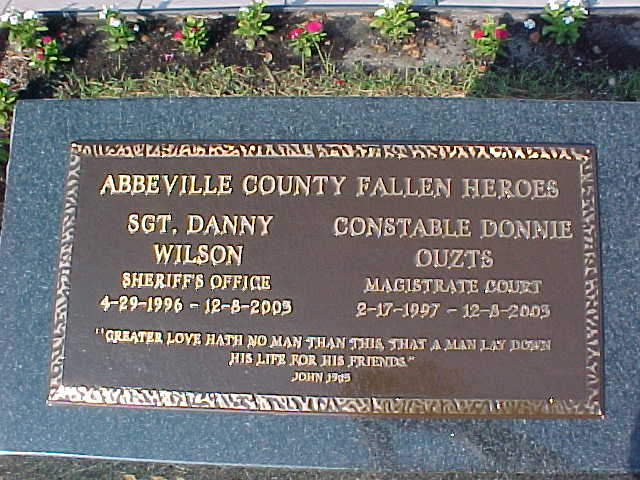 ABBEVILLE COUNTY FALLEN HEROES
SGT. DANNY
WILSON
SHERIFF'S OFFICE
4-29-1996 - 12-8-2003
CONSTABLE DONNIE
OUZTS
MAGISTRATE COURT
2-17-1997 - 12-8-2003
"GREATER LOVE HATH NO MAN THAN THIS, THAT A MAN LAY DOWN
HIS LIFE FOR HIS FRIENDS."
JOHN